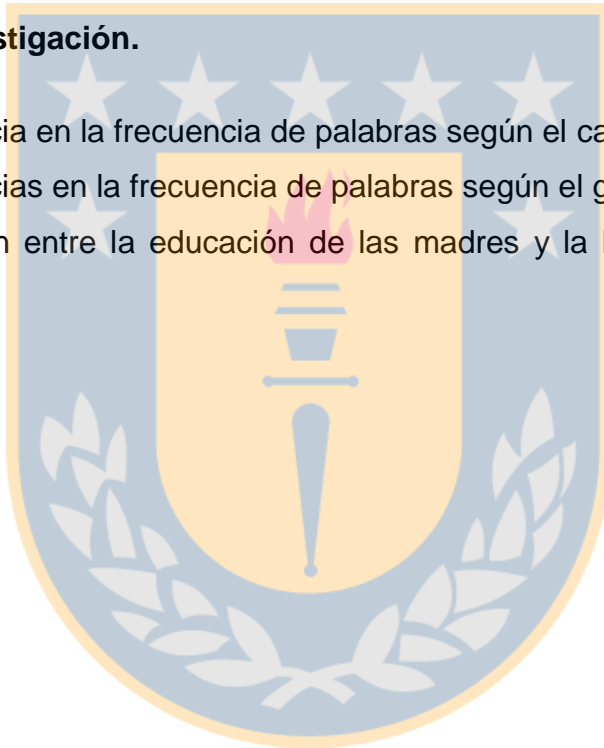 stigación.
cia en la frecuencia de palabras según el ca
cias en la frecuencia de palabras según el g
n entre la educación de las madres y la l